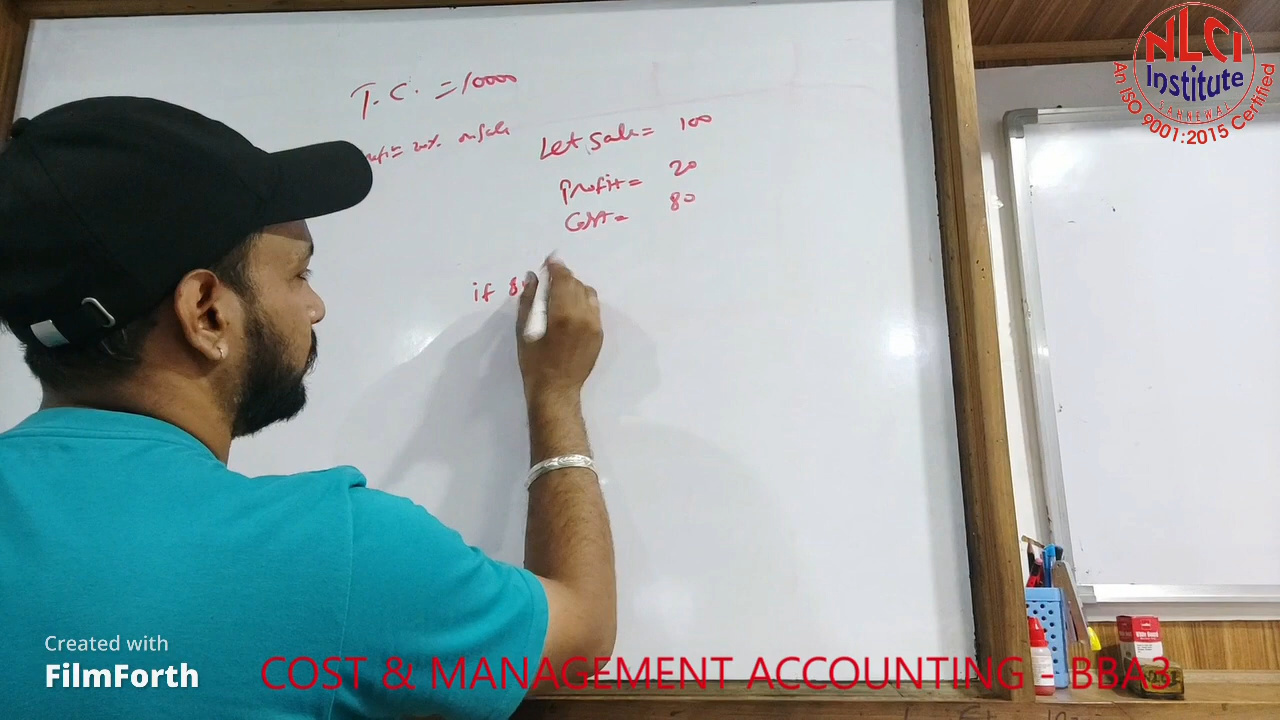 T.C. = 10000
20% on sale
Let Sale = 100
Profit = 20
Cost = 80
if 8
NLCI
Institute
SAHNEWAL
An ISO 9001:2015 Certified
Created with
FilmForth
COST & MANAGEMENT ACCOUNTING - BBA3